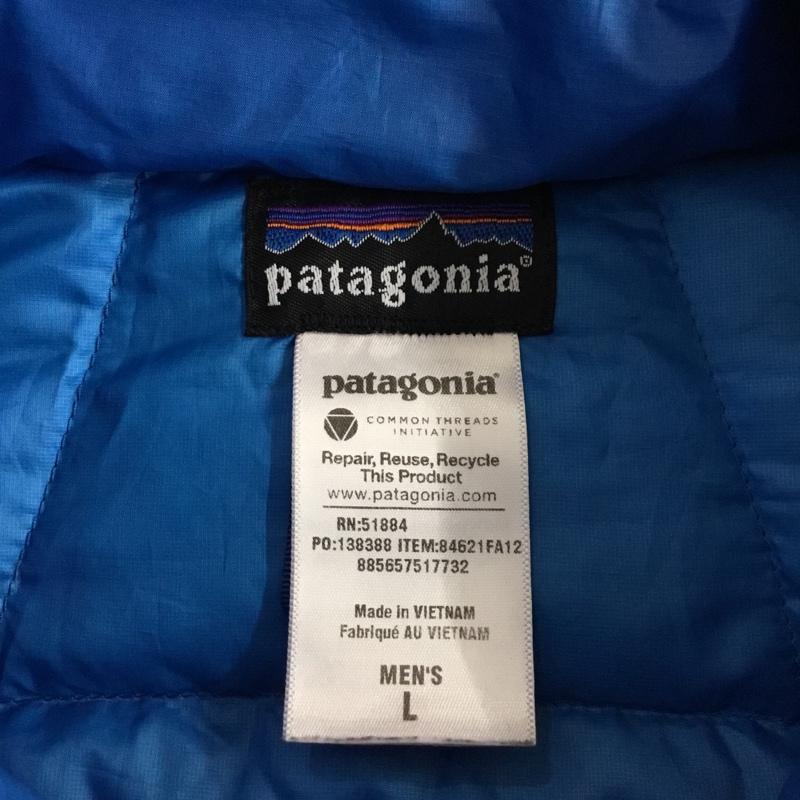 patagonia®
patagonia®
COMMON THREADS
INITIATIVE
Repair, Reuse, Recycle
This Product
www.patagonia.com
RN:51884
PO:138388 ITEM:84621FA12
885657517732
Made in VIETNAM
Fabriqué AU VIETNAM
MEN'S
L